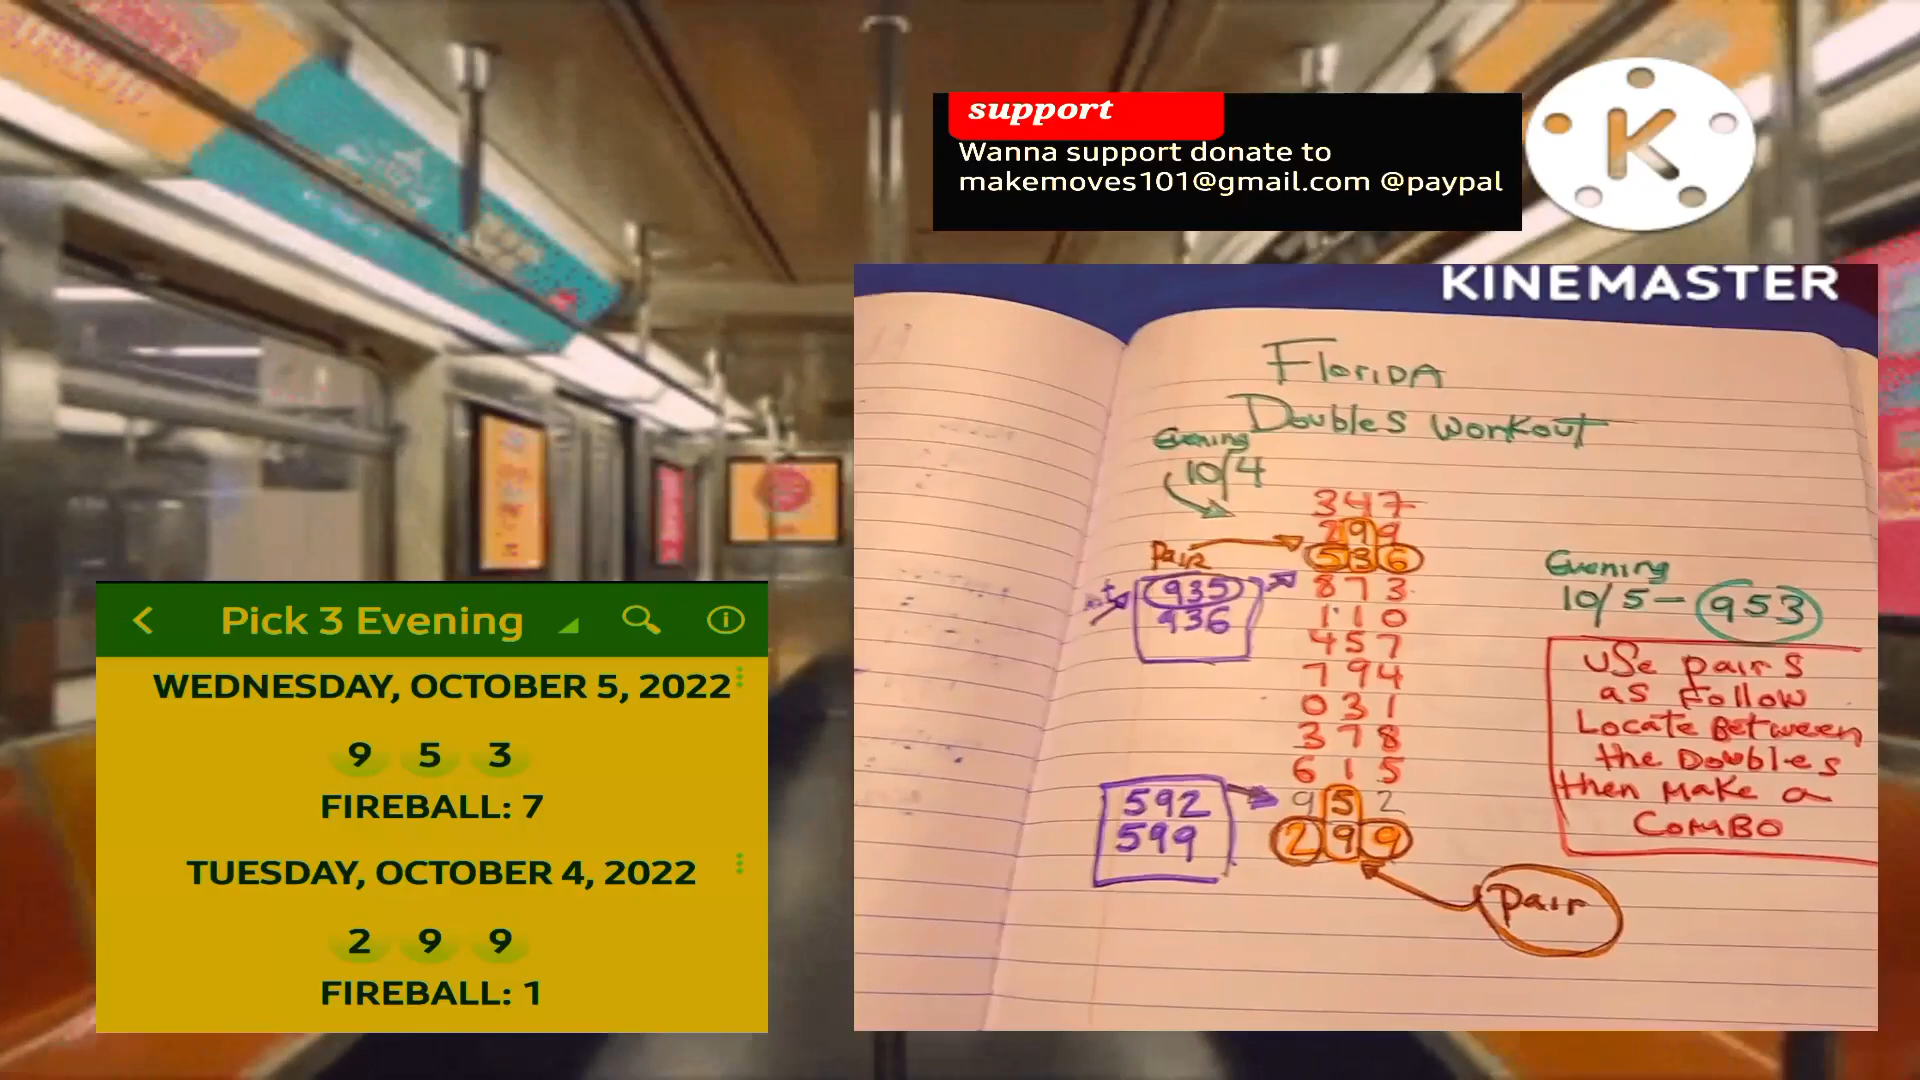 support
Wanna support donate to
makemoves101@gmail.com @paypal
K
KINEMASTER
Pick 3 Evening
WEDNESDAY, OCTOBER 5, 2022
9 5 3
FIREBALL: 7
TUESDAY, OCTOBER 4, 2022
2 9 9
FIREBALL: 1
FLORIDA
Doubles Workout
Evening
10/4
347
299
Pair
536
935
936
873
110
457
794
031
378
615
592
599
952
299
Pair
Evening
10/5 - 953
USe pairs
as Follow
Locate Between
the Doubles
then Make a
COMBO